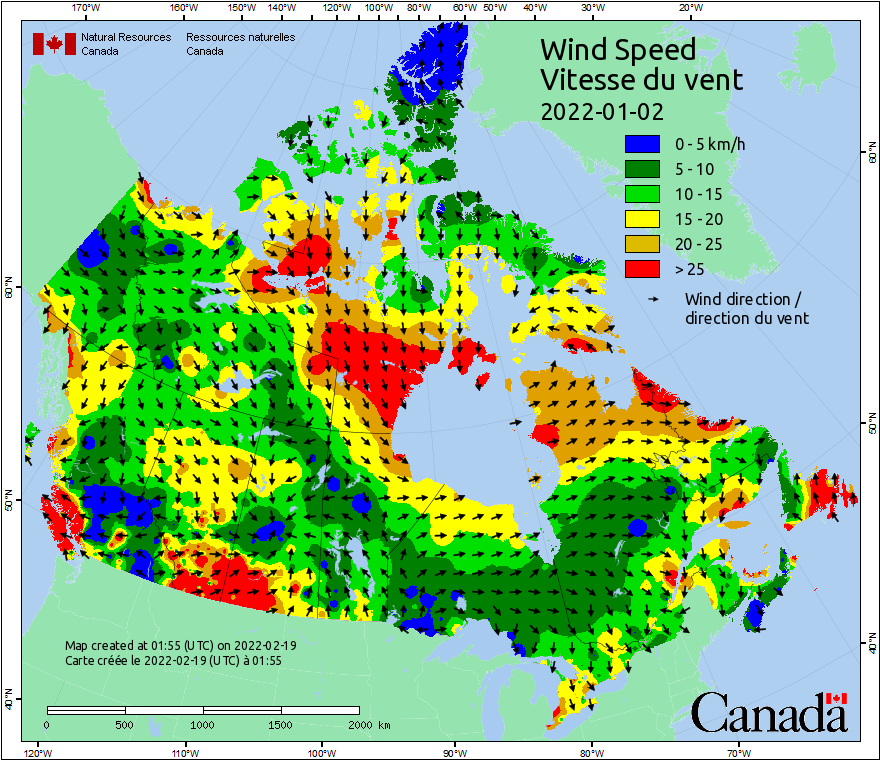 170°W 160°W 150°W 140°W 130°W 120°W 110°W 100°W 90°W 80°W 70°W 60°W 50°W 40°W 30°W 20°W
Natural Resources Canada
Ressources naturelles Canada
Wind Speed
Vitesse du vent
2022-01-02
0 - 5 km/h
5 - 10
10 - 15
15 - 20
20 - 25
> 25
Wind direction /
direction du vent
60°N
50°N
40°N
60°N
50°N
40°N
Map created at 01:55 (UTC) on 2022-02-19
Carte créée le 2022-02-19 (UTC) à 01:55
0 500 1000 1500 2000 km
Canada
120°W 110°W 100°W 90°W 80°W 70°W